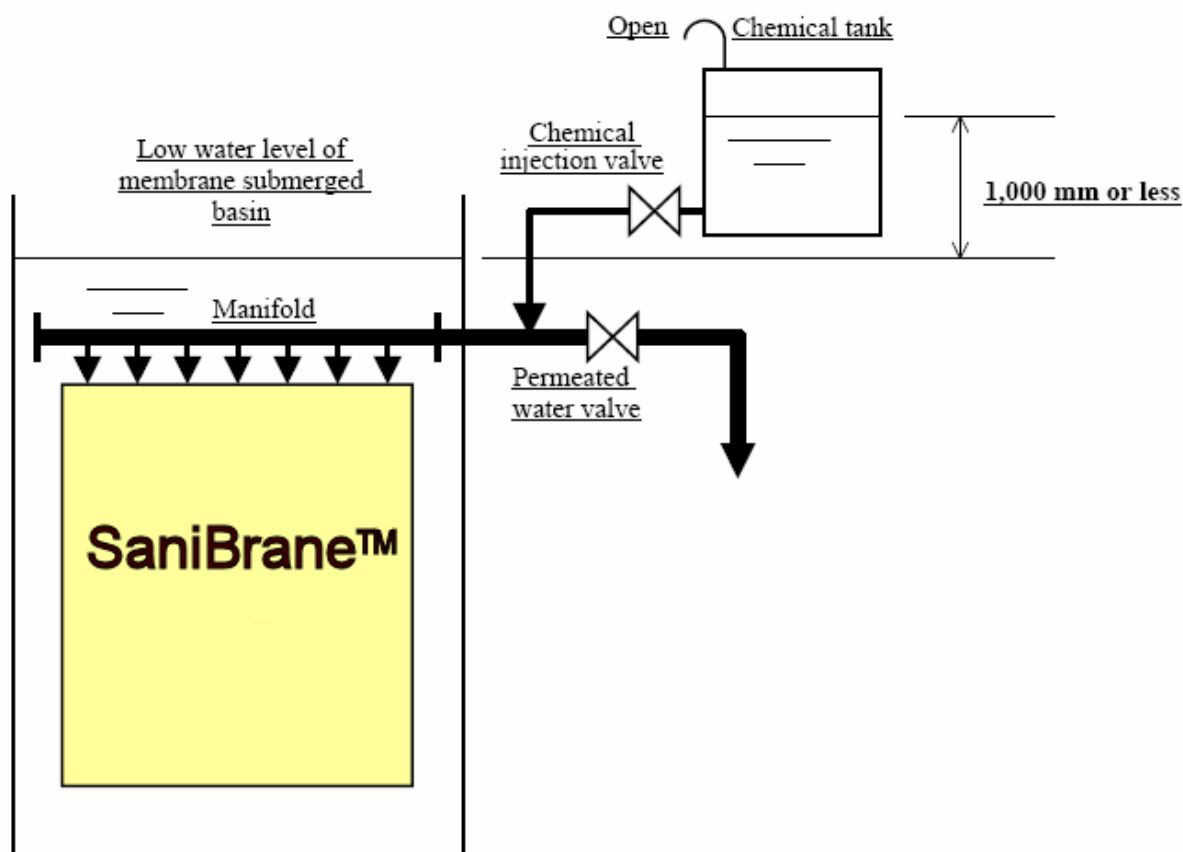 Open
Chemical tank
Chemical
injection valve
Low water level of
membrane submerged
basin
1,000 mm or less
Manifold
Permeated
water valve
SaniBrane™